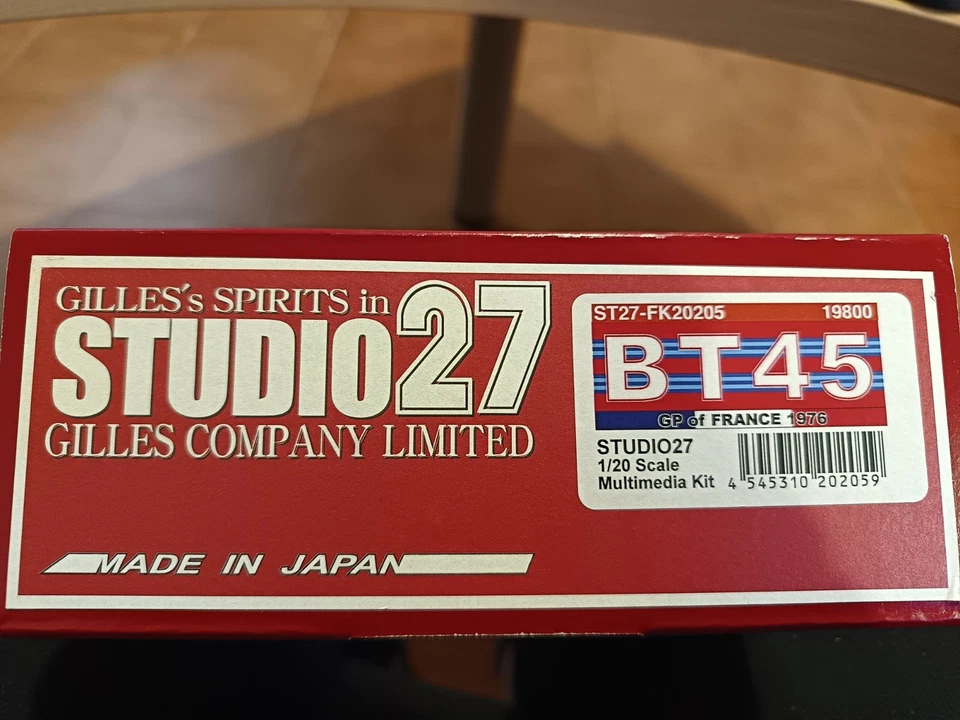 GILLES's SPIRITS in
STUDIO27
GILLES COMPANY LIMITED
MADE IN JAPAN
ST27-FK20205 19800
BT45
GP of FRANCE 1976
STUDIO27
1/20 Scale
Multimedia Kit
4 545310 202059